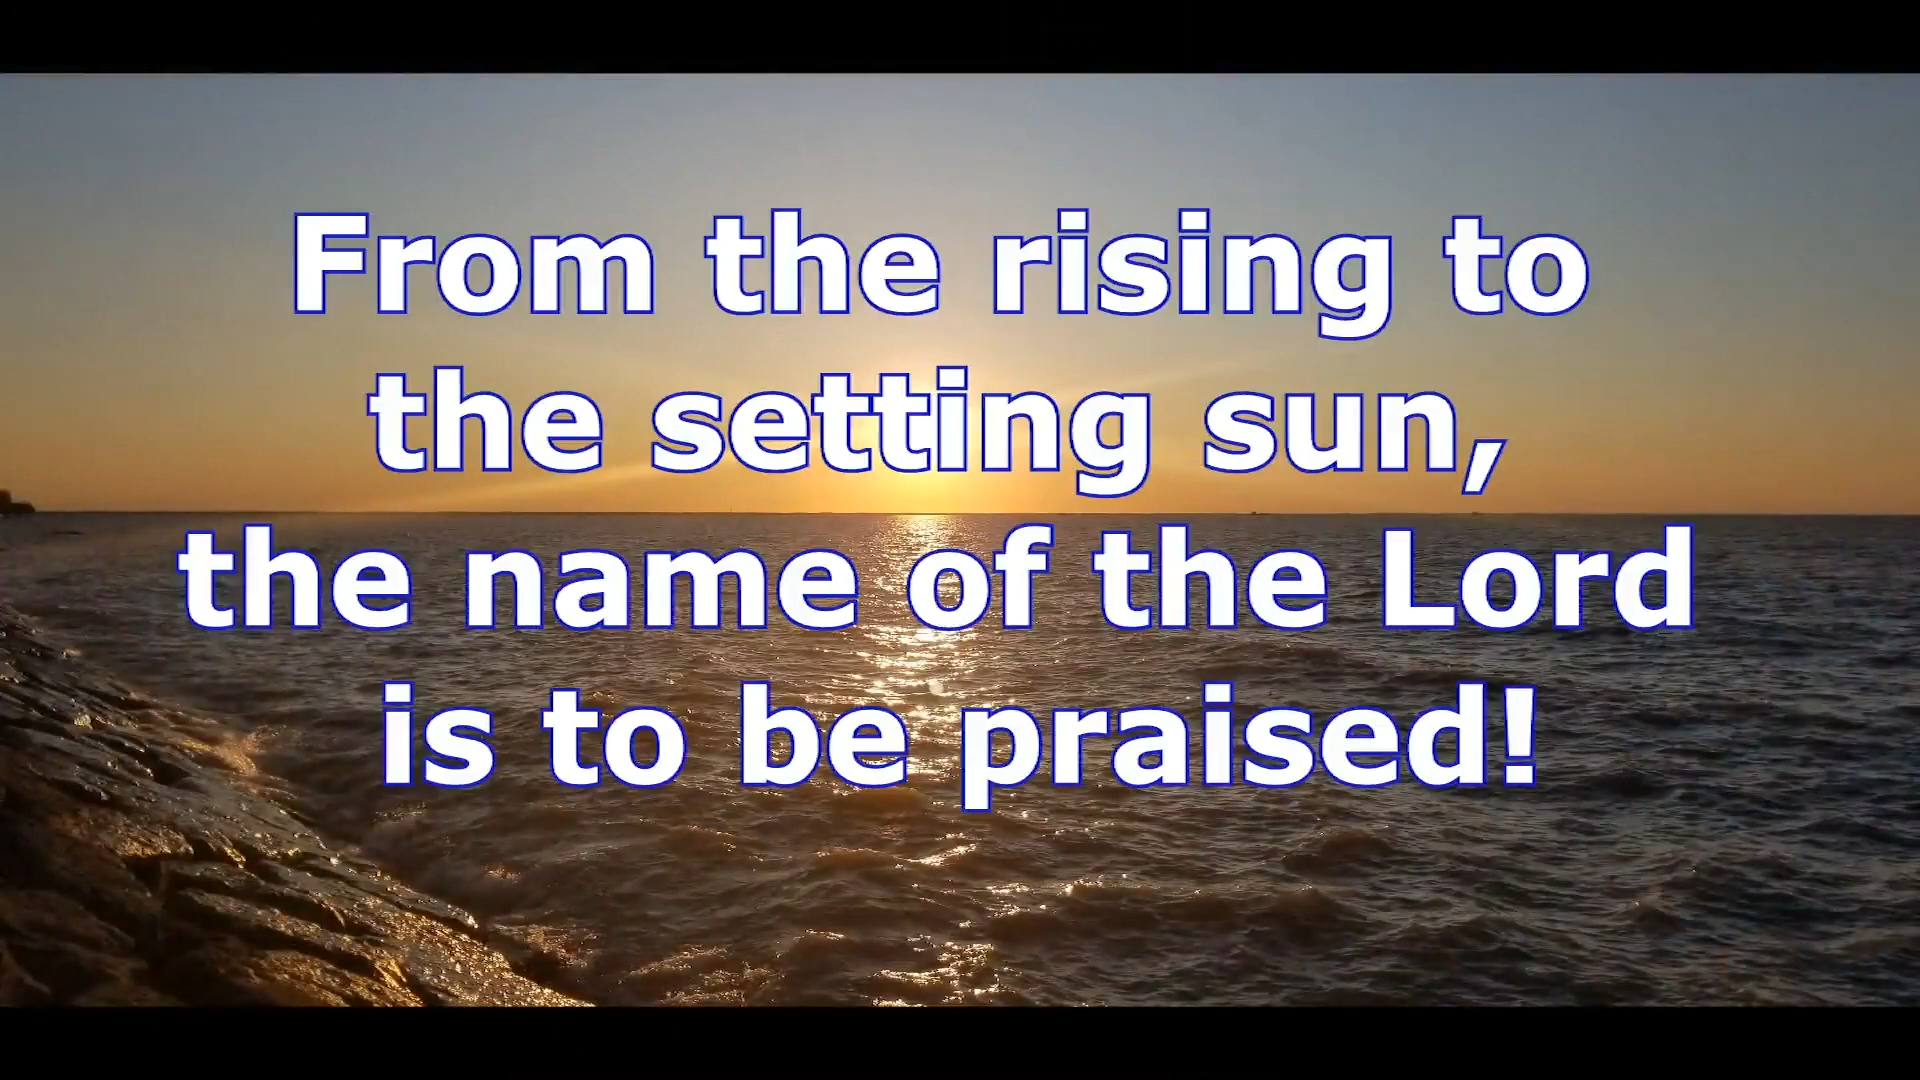 From the rising to
the setting sun,
the name of the Lord
is to be praised!